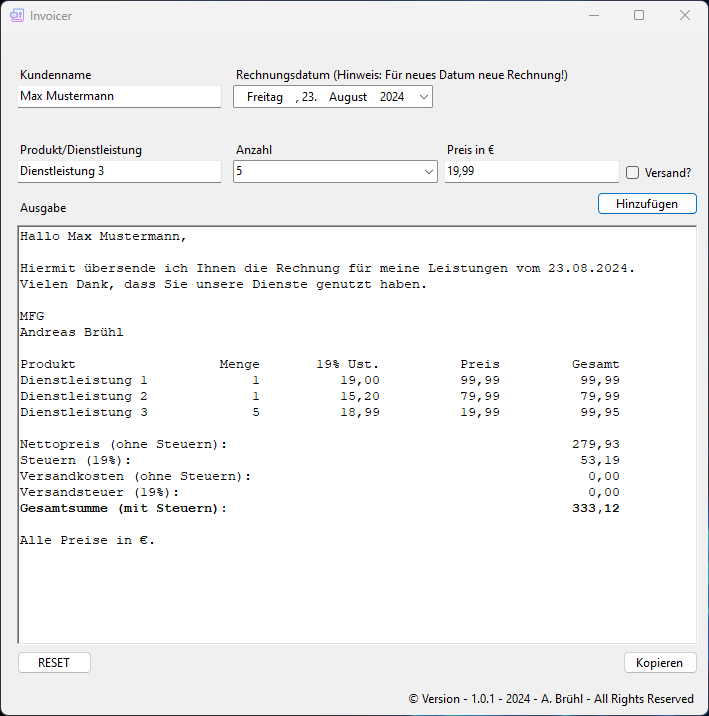 Invoicer
Kundenname
Rechnungsdatum (Hinweis: Für neues Datum neue Rechnung!)
Max Mustermann
Freitag , 23. August 2024
Produkt/Dienstleistung
Anzahl
Preis in €
Dienstleistung 3
5
19,99
Versand?
Hinzufügen
Ausgabe
Hallo Max Mustermann,
Hiermit übersende ich Ihnen die Rechnung für meine Leistungen vom 23.08.2024.
Vielen Dank, dass Sie unsere Dienste genutzt haben.
MFG
Andreas Brühl
Produkt Menge 19% Ust. Preis Gesamt
Dienstleistung 1 1 19,00 99,99 99,99
Dienstleistung 2 1 15,20 79,99 79,99
Dienstleistung 3 5 18,99 19,99 99,95
Nettopreis (ohne Steuern): 279,93
Steuern (19%): 53,19
Versandkosten (ohne Steuern): 0,00
Versandsteuer (19%): 0,00
Gesamtsumme (mit Steuern): 333,12
Alle Preise in €.
RESET
Kopieren
© Version - 1.0.1 - 2024 - A. Brühl - All Rights Reserved